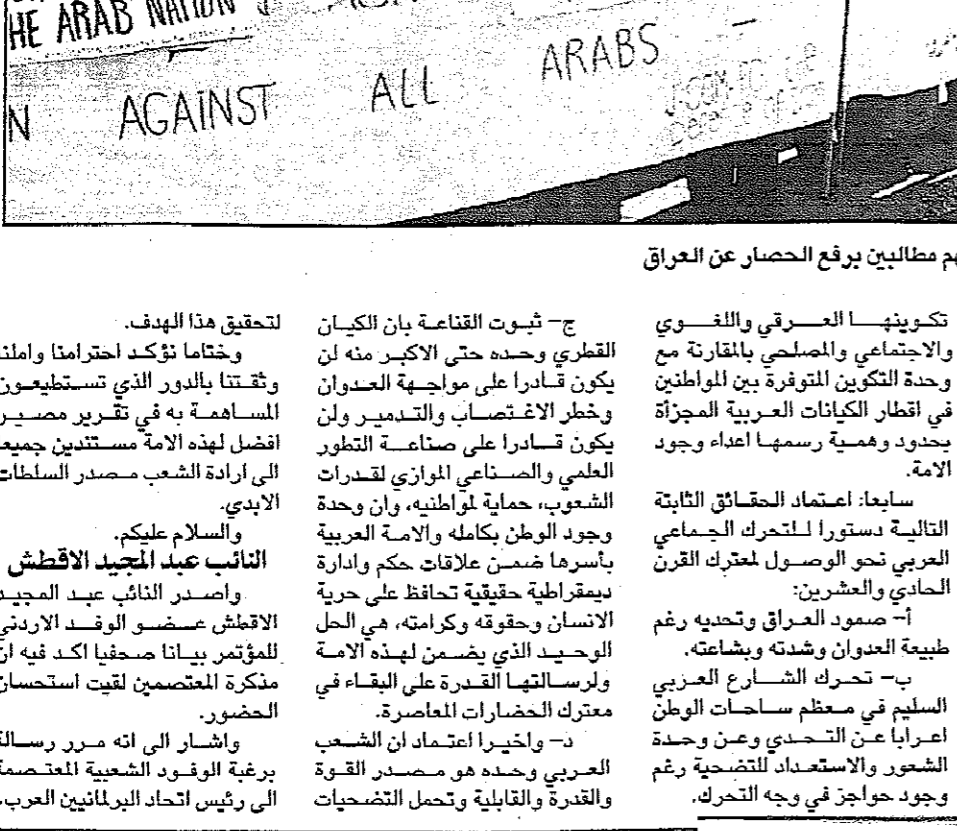 THE ARAB NATION
N AGAINST ALL ARABS -
هم مطالبين برفع الحصار عن العراق
تكوينها العرقي واللغوي
والاجتماعي والمصلحي بالمقارنة مع
وحدة التكوين المتوفرة بين المواطنين
في اقطار الكيانات العربية المجزأة
بحدود وهمية رسمها اعداء وجود
الامة.
سابعا: اعتماد الحقائق الثابتة
التالية دستورا للتحرك الجماعي
العربي نحو الوصول لمعترك القرن
الحادي والعشرين:
أ– صمود العراق وتحديه رغم
طبيعة العدوان وشدته وبشاعته.
ب– تحرك الشارع العربي
السليم في معظم ساحات الوطن
اعرابا عن التحدي وعن وحدة
الشعور والاستعداد للتضحية رغم
وجود حواجز في وجه التحرك.
ج– ثبوت القناعة بان الكيان
القطري وحده حتى الاكبر منه لن
يكون قادرا على مواجهة العدوان
وخطر الاغتصاب والتدمير ولن
يكون قادرا على صناعة التطور
العلمي والصناعي الموازي لقدرات
الشعوب، حماية لمواطنيه، وان وحدة
وجود الوطن بكامله والامة العربية
بأسرها ضمن علاقات حكم وادارة
ديمقراطية حقيقية تحافظ على حرية
الانسان وحقوقه وكرامته، هي الحل
الوحيد الذي يضمن لهذه الامة
ولرسالتها القدرة على البقاء في
معترك الحضارات المعاصرة.
د– واخيرا اعتماد ان الشعب
العربي وحده هو مصدر القوة
والقدرة والقابلية وتحمل التضحيات
لتحقيق هذا الهدف.
وختاما نؤكد احترامنا واملنا
وثقتنا بالدور الذي تستطيعون
المساهمة به في تقرير مصير
افضل لهذه الامة مستندين جميعا
الى ارادة الشعب مصدر السلطات
الابدي.
والسلام عليكم.
النائب عبد المجيد الاقطش
واصدر النائب عبد المجيد
الاقطش عضو الوفد الاردني
للمؤتمر بيانا صحفيا اكد فيه ان
مذكرة المعتصمين لقيت استحسان
الحضور.
واشار الى انه مرر رسالة
برغبة الوفود الشعبية المعتصمة
الى رئيس اتحاد البرلمانيين العرب.